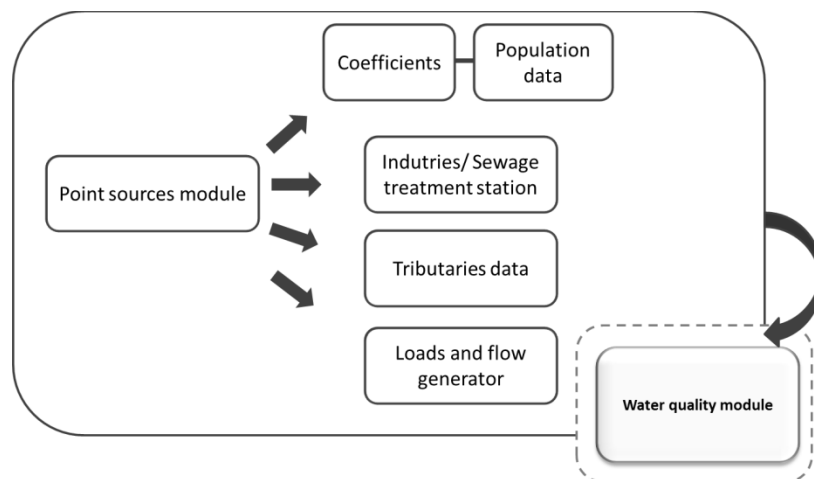 Coefficients
Population
data
Point sources module
Indutries/ Sewage
treatment station
Tributaries data
Loads and flow
generator
Water quality module